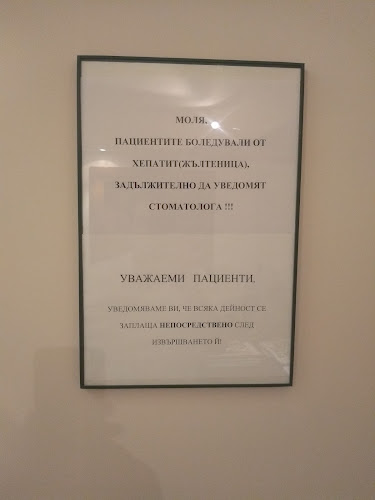 МОЛЯ,
ПАЦИЕНТИТЕ БОЛЕДУВАЛИ ОТ
ХЕПАТИТ(ЖЪЛТЕНИЦА),
ЗАДЪЛЖИТЕЛНО ДА УВЕДОМЯТ
СТОМАТОЛОГА !!!
УВАЖАЕМИ ПАЦИЕНТИ,
УВЕДОМЯВАМЕ ВИ, ЧЕ ВСЯКА ДЕЙНОСТ СЕ
ЗАПЛАЩА НЕПОСРЕДСТВЕНО СЛЕД
ИЗВЪРШВАНЕТО Й!